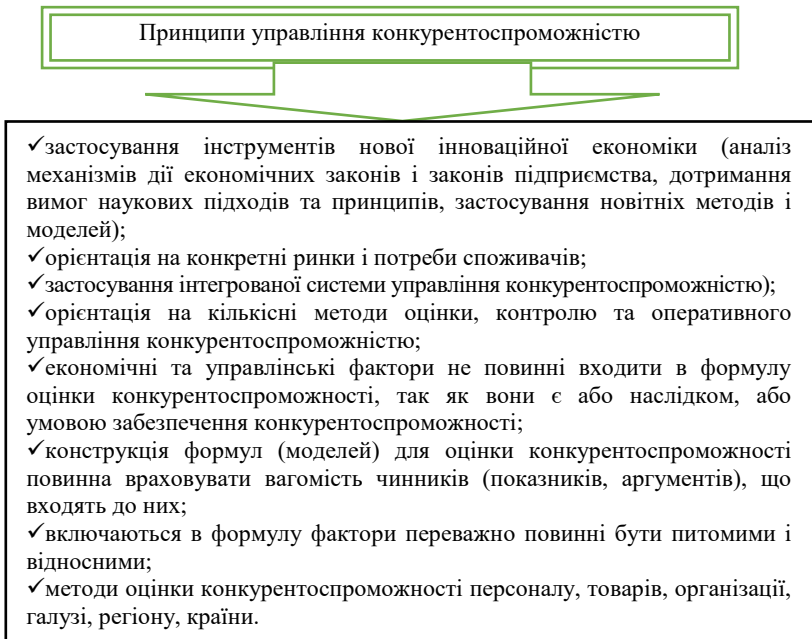 Принципи управління конкурентоспроможністю
✓застосування інструментів нової інноваційної економіки (аналіз
механізмів дії економічних законів і законів підприємства, дотримання
вимог наукових підходів та принципів, застосування новітніх методів і
моделей);
✓орієнтація на конкретні ринки і потреби споживачів;
✓застосування інтегрованої системи управління конкурентоспроможністю);
✓орієнтація на кількісні методи оцінки, контролю та оперативного
управління конкурентоспроможністю;
✓економічні та управлінські фактори не повинні входити в формулу
оцінки конкурентоспроможності, так як вони є або наслідком, або
умовою забезпечення конкурентоспроможності;
✓конструкція формул (моделей) для оцінки конкурентоспроможності
повинна враховувати вагомість чинників (показників, аргументів), що
входять до них;
✓включаються в формулу фактори переважно повинні бути питомими і
відносними;
✓методи оцінки конкурентоспроможності персоналу, товарів, організації,
галузі, регіону, країни.